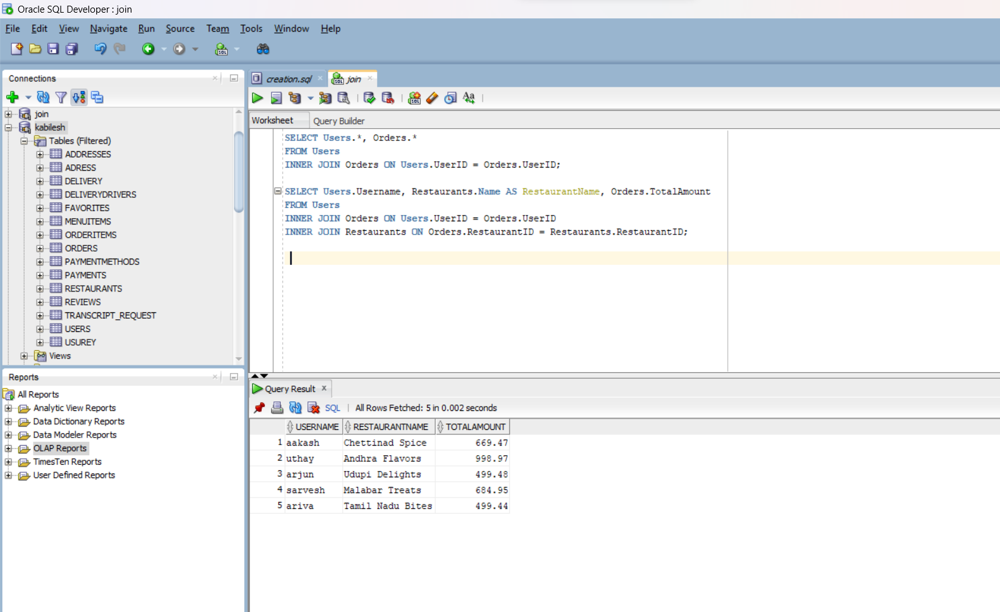 Oracle SQL Developer : join
File Edit View Navigate Run Source Team Tools Window Help
Connections
join
kabilesh
Tables (Filtered)
ADDRESSES
ADRESS
DELIVERY
DELIVERYDRIVERS
FAVORITES
MENUITEMS
ORDERITEMS
ORDERS
PAYMENTMETHODS
PAYMENTS
RESTAURANTS
REVIEWS
TRANSCRIPT_REQUEST
USERS
USUREY
Views
Reports
All Reports
Analytic View Reports
Data Dictionary Reports
Data Modeler Reports
OLAP Reports
TimesTen Reports
User Defined Reports
creation.sql join
Worksheet Query Builder
SELECT Users.*, Orders.*
FROM Users
INNER JOIN Orders ON Users.UserID = Orders.UserID;
SELECT Users.Username, Restaurants.Name AS RestaurantName, Orders.TotalAmount
FROM Users
INNER JOIN Orders ON Users.UserID = Orders.UserID
INNER JOIN Restaurants ON Orders.RestaurantID = Restaurants.RestaurantID;
Query Result
SQL | All Rows Fetched: 5 in 0.002 seconds
USERNAME RESTAURANTNAME TOTALAMOUNT
1 aakash Chettinad Spice 669.47
2 uthay Andhra Flavors 998.97
3 arjun Udupi Delights 499.48
4 sarvesh Malabar Treats 684.95
5 ariva Tamil Nadu Bites 499.44